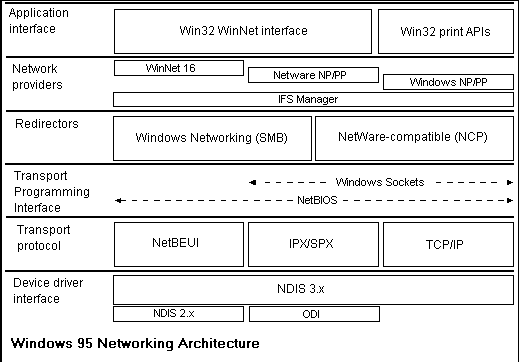 Application
interface
Win32 WinNet interface
Win32 print APIs
Network
providers
WinNet 16
Netware NP/PP
Windows NP/PP
IFS Manager
Redirectors
Windows Networking (SMB)
NetWare-compatible (NCP)
Transport
Programming
Interface
Windows Sockets
NetBIOS
Transport
protocol
NetBEUI
IPX/SPX
TCP/IP
Device driver
interface
NDIS 3.x
NDIS 2.x
ODI
Windows 95 Networking Architecture